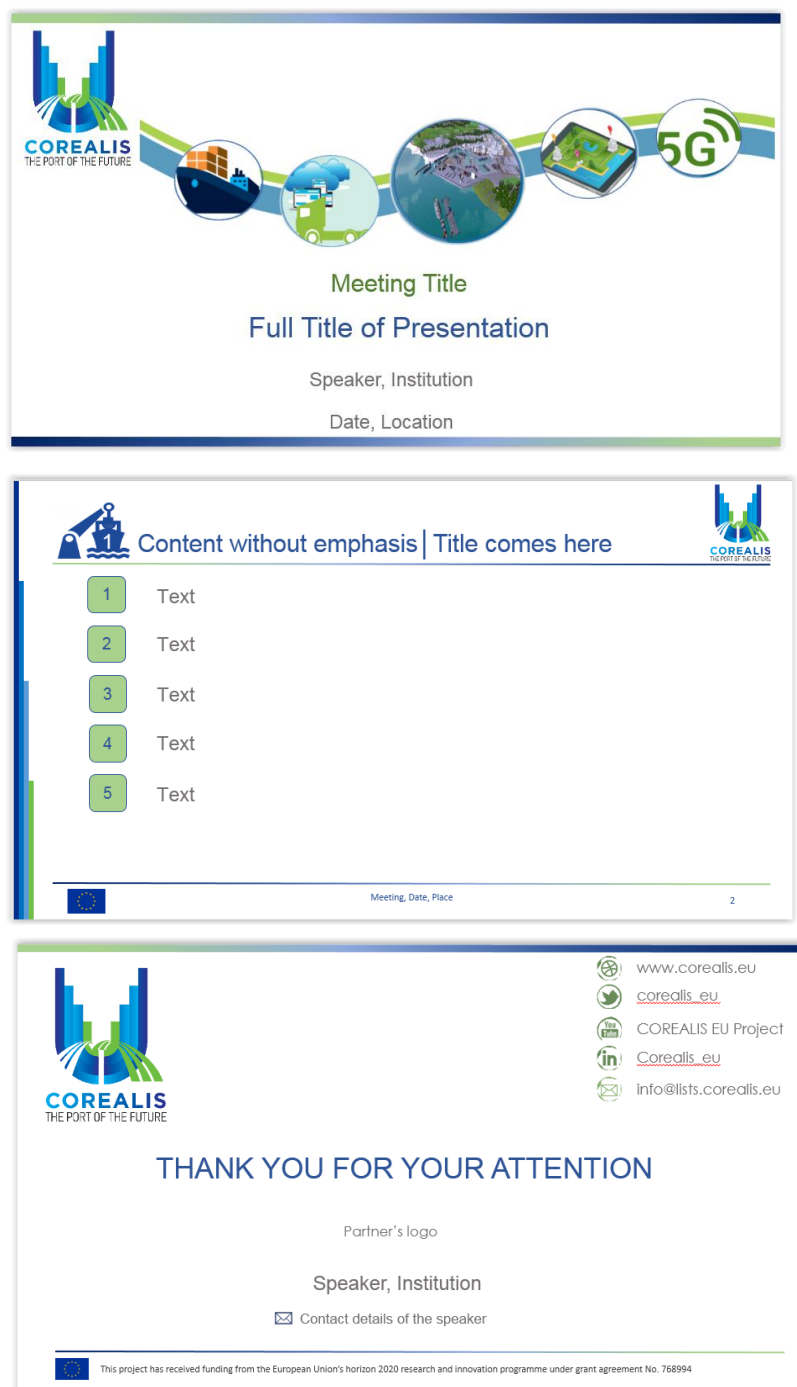 COREALIS
THE PORT OF THE FUTURE
5G
Meeting Title
Full Title of Presentation
Speaker, Institution
Date, Location
1
Content without emphasis| Title comes here
COREALIS
THE PORT OF THE FUTURE
1 Text
2 Text
3 Text
4 Text
5 Text
Meeting, Date, Place
2
www.corealis.eu
corealis_eu
You Tube
COREALIS EU Project
in
Corealis_eu
info@lists.corealis.eu
COREALIS
THE PORT OF THE FUTURE
THANK YOU FOR YOUR ATTENTION
Partner's logo
Speaker, Institution
Contact details of the speaker
This project has received funding from the European Union's horizon 2020 research and innovation programme under grant agreement No. 768994